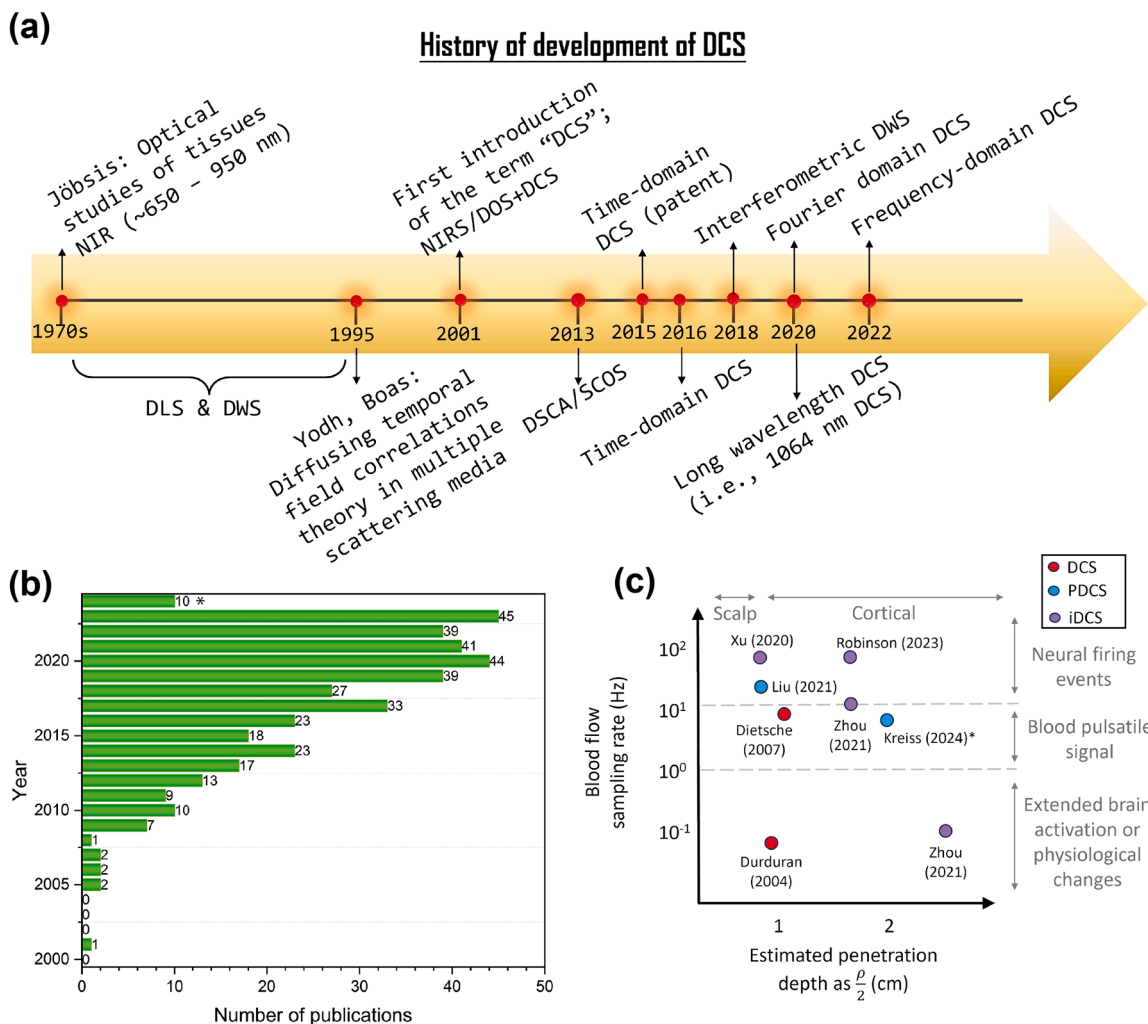 (a)
History of development of DCS
Jöbsis: Optical
studies of tissues
NIR (~650 – 950 nm)
First introduction
of the term “DCS”;
NIRS/DOS+DCS
Time-domain
DCS (patent)
Interferometric DWS
Fourier domain DCS
Frequency-domain DCS
1970s
1995
2001
2013
2015
2016
2018
2020
2022
DLS & DWS
Yodh, Boas:
Diffusing temporal
field correlations
theory in multiple
scattering media
DSCA/SCOS
Time-domain DCS
Long wavelength DCS
(i.e., 1064 nm DCS)
(b)
10 *
45
39
41
2020
44
39
27
33
23
2015
18
23
17
13
9
2010
10
7
1
2
2
2005
2
0
0
0
1
2000
0
Year
0
10
20
30
40
50
Number of publications
(c)
DCS
PDCS
iDCS
Scalp
Cortical
10²
10¹
10⁰
10⁻¹
Blood flow
sampling rate (Hz)
Xu (2020)
Robinson (2023)
Liu (2021)
Dietsche
(2007)
Zhou
(2021)
Kreiss (2024)*
Durduran
(2004)
Zhou
(2021)
Neural firing
events
Blood pulsatile
signal
Extended brain
activation or
physiological
changes
1
2
Estimated penetration
depth as ρ/2 (cm)